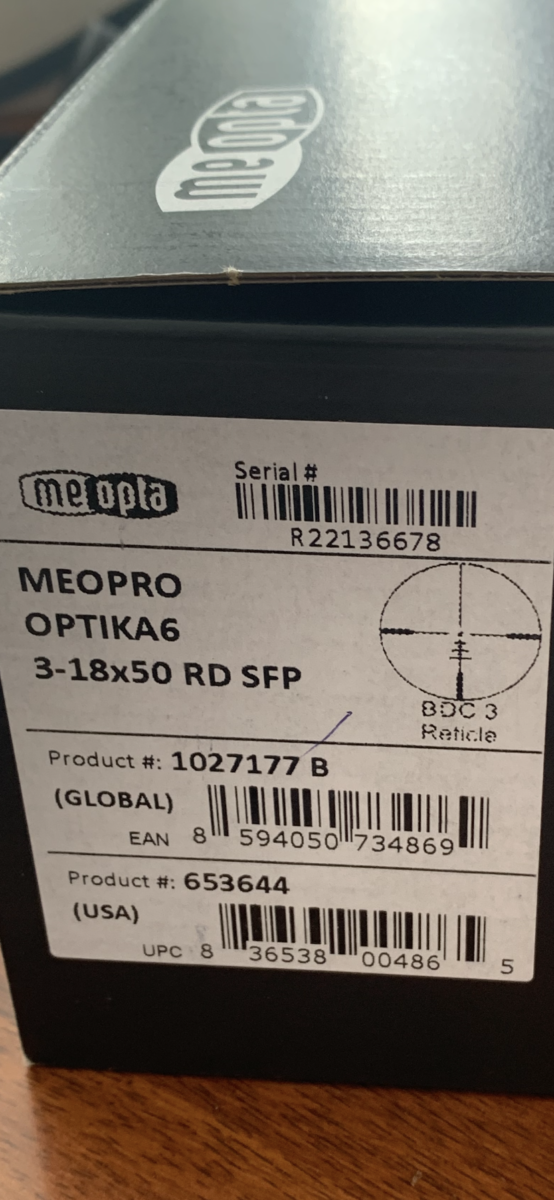 meopta
meopta
Serial #
R22136678
MEOPRO
OPTIKA6
3-18x50 RD SFP
BDC 3
Reticle
Product #: 1027177 B
(GLOBAL)
EAN 8 594050 734869
Product #: 653644
(USA)
UPC 8 36538 00486 5